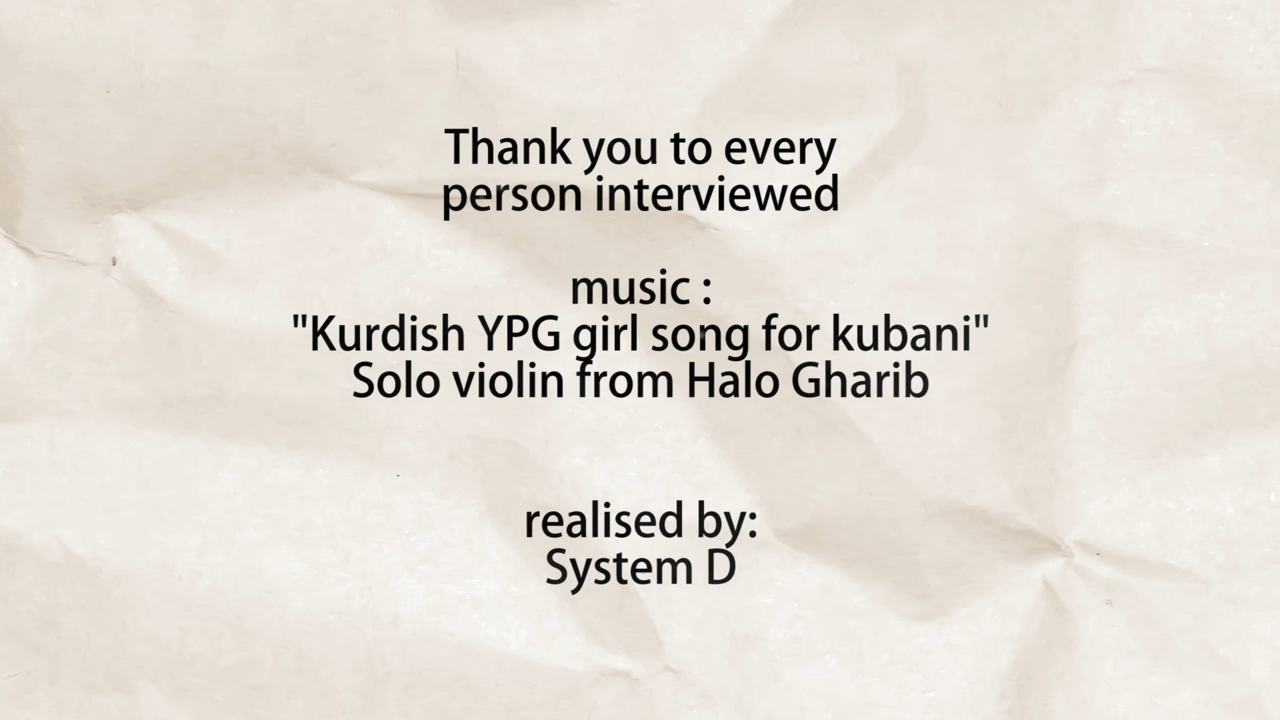 Thank you to every
person interviewed
music :
"Kurdish YPG girl song for kubani"
Solo violin from Halo Gharib
realised by:
System D